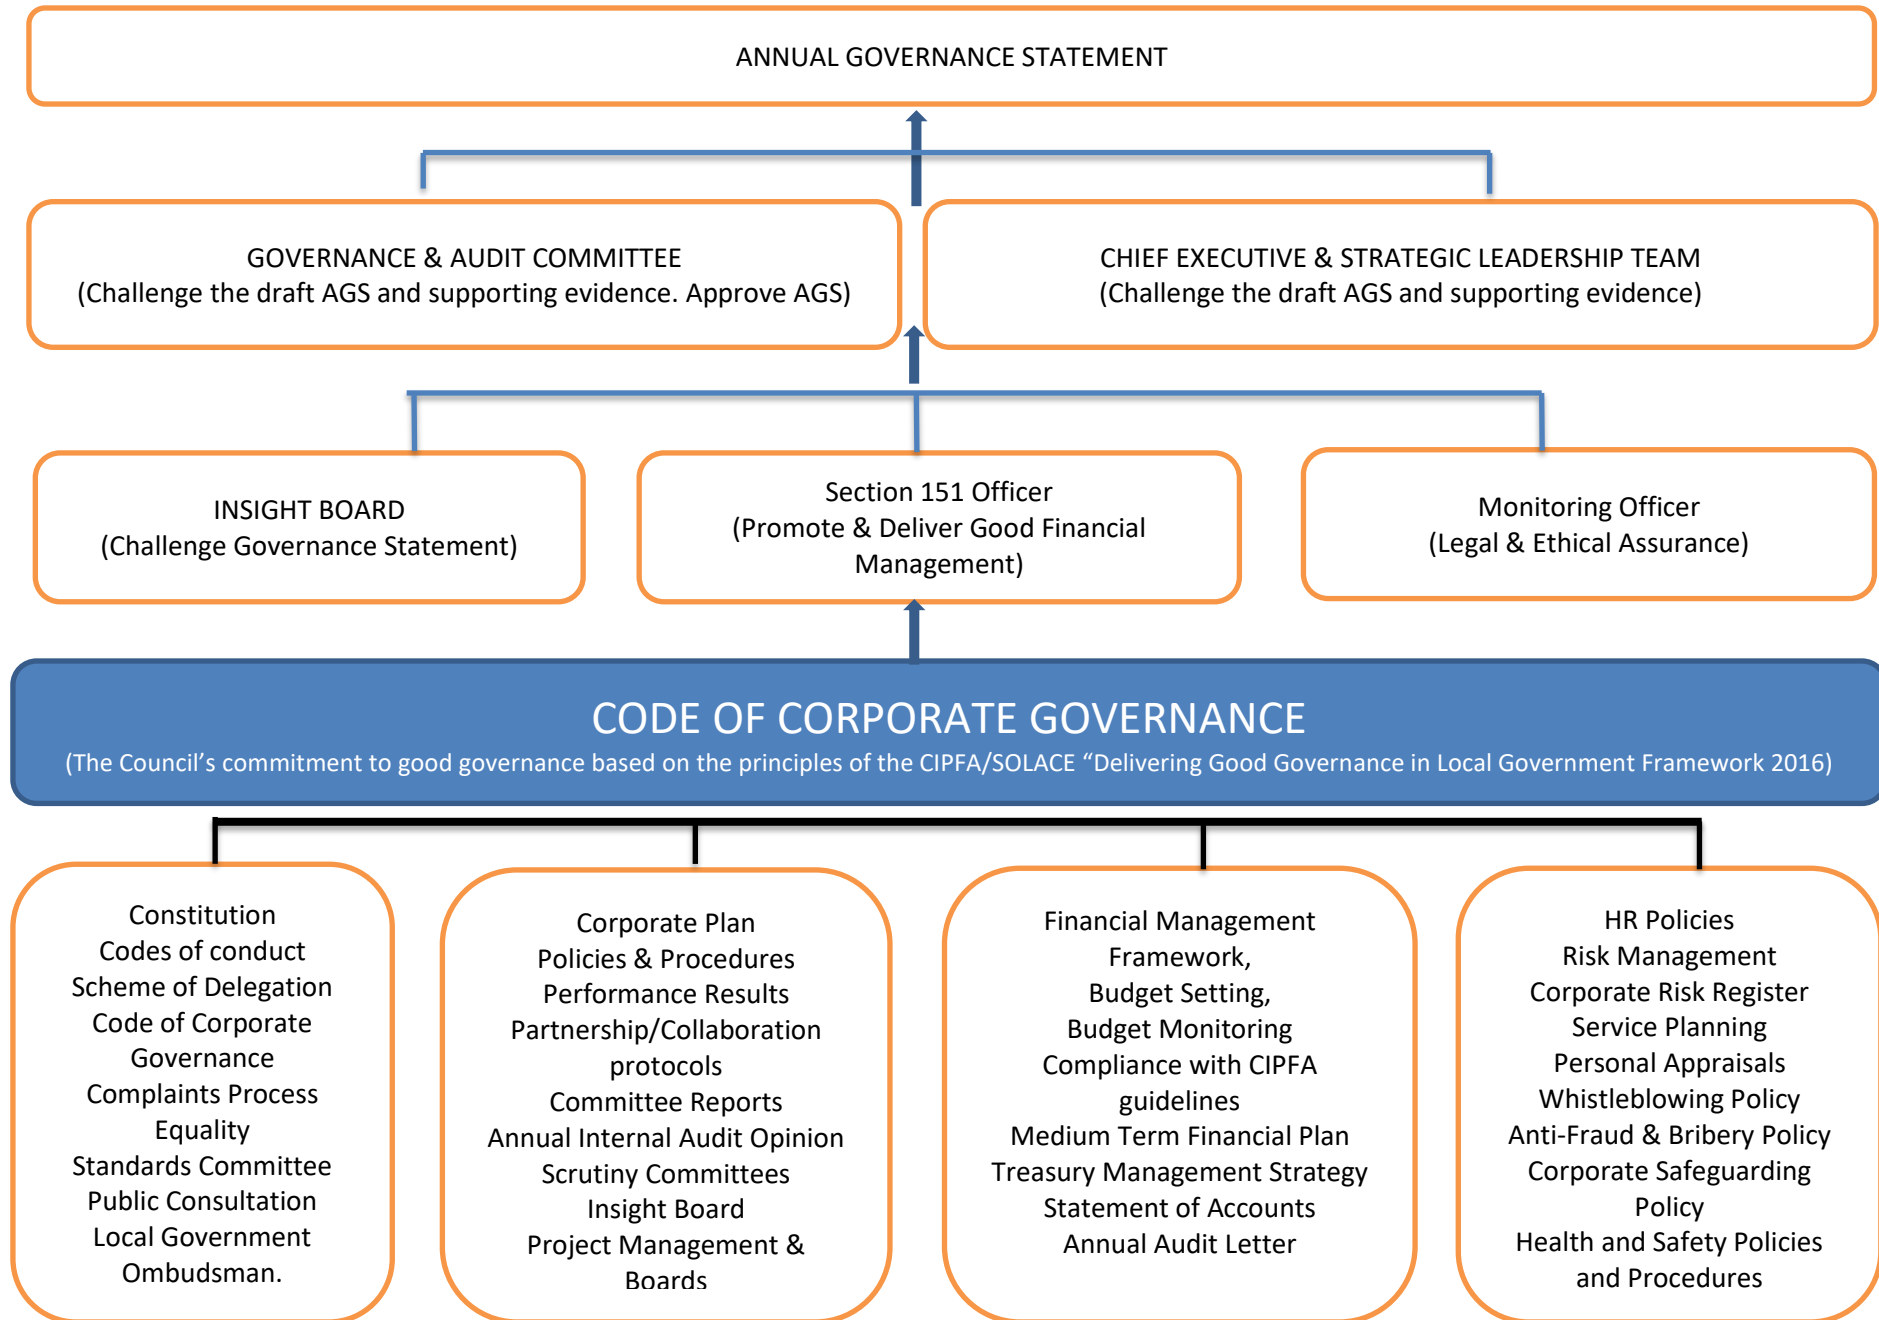 ANNUAL GOVERNANCE STATEMENT
GOVERNANCE & AUDIT COMMITTEE
(Challenge the draft AGS and supporting evidence. Approve AGS)
CHIEF EXECUTIVE & STRATEGIC LEADERSHIP TEAM
(Challenge the draft AGS and supporting evidence)
INSIGHT BOARD
(Challenge Governance Statement)
Section 151 Officer
(Promote & Deliver Good Financial
Management)
Monitoring Officer
(Legal & Ethical Assurance)
CODE OF CORPORATE GOVERNANCE
(The Council’s commitment to good governance based on the principles of the CIPFA/SOLACE “Delivering Good Governance in Local Government Framework 2016)
Constitution
Codes of conduct
Scheme of Delegation
Code of Corporate
Governance
Complaints Process
Equality
Standards Committee
Public Consultation
Local Government
Ombudsman.
Corporate Plan
Policies & Procedures
Performance Results
Partnership/Collaboration
protocols
Committee Reports
Annual Internal Audit Opinion
Scrutiny Committees
Insight Board
Project Management &
Boards
Financial Management
Framework,
Budget Setting,
Budget Monitoring
Compliance with CIPFA
guidelines
Medium Term Financial Plan
Treasury Management Strategy
Statement of Accounts
Annual Audit Letter
HR Policies
Risk Management
Corporate Risk Register
Service Planning
Personal Appraisals
Whistleblowing Policy
Anti-Fraud & Bribery Policy
Corporate Safeguarding
Policy
Health and Safety Policies
and Procedures